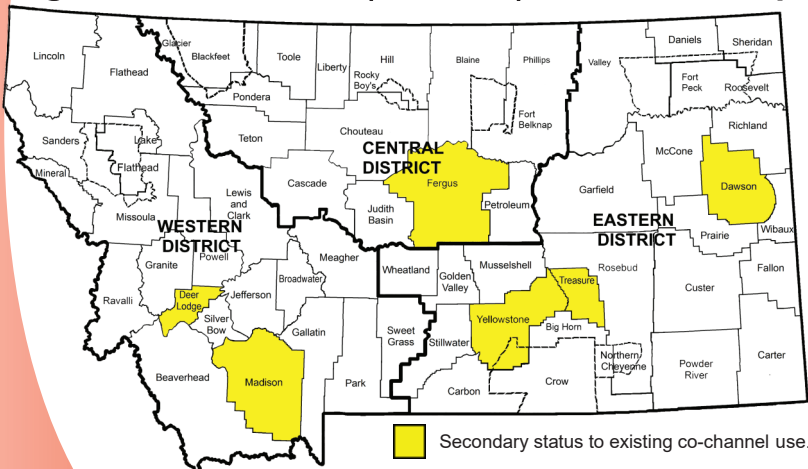 Lincoln
Flathead
Glacier
Blackfeet
Toole
Liberty
Hill
Rocky
Boy's
Blaine
Phillips
Valley
Daniels
Sheridan
Fort
Peck
Roosevelt
Pondera
Fort
Belknap
Richland
Sanders
Lake
Teton
Chouteau
McCone
Mineral
Flathead
CENTRAL
DISTRICT
Cascade
Fergus
Garfield
Dawson
Missoula
Lewis
and
Clark
Judith
Basin
Petroleum
WESTERN
DISTRICT
EASTERN
DISTRICT
Prairie
Wibaux
Granite
Powell
Meagher
Wheatland
Golden
Valley
Musselshell
Rosebud
Treasure
Fallon
Ravalli
Deer
Lodge
Jefferson
Broadwater
Custer
Silver
Bow
Gallatin
Sweet
Grass
Stillwater
Yellowstone
Big Horn
Beaverhead
Madison
Park
Carbon
Crow
Northern
Cheyenne
Powder
River
Carter
Secondary status to existing co-channel use.